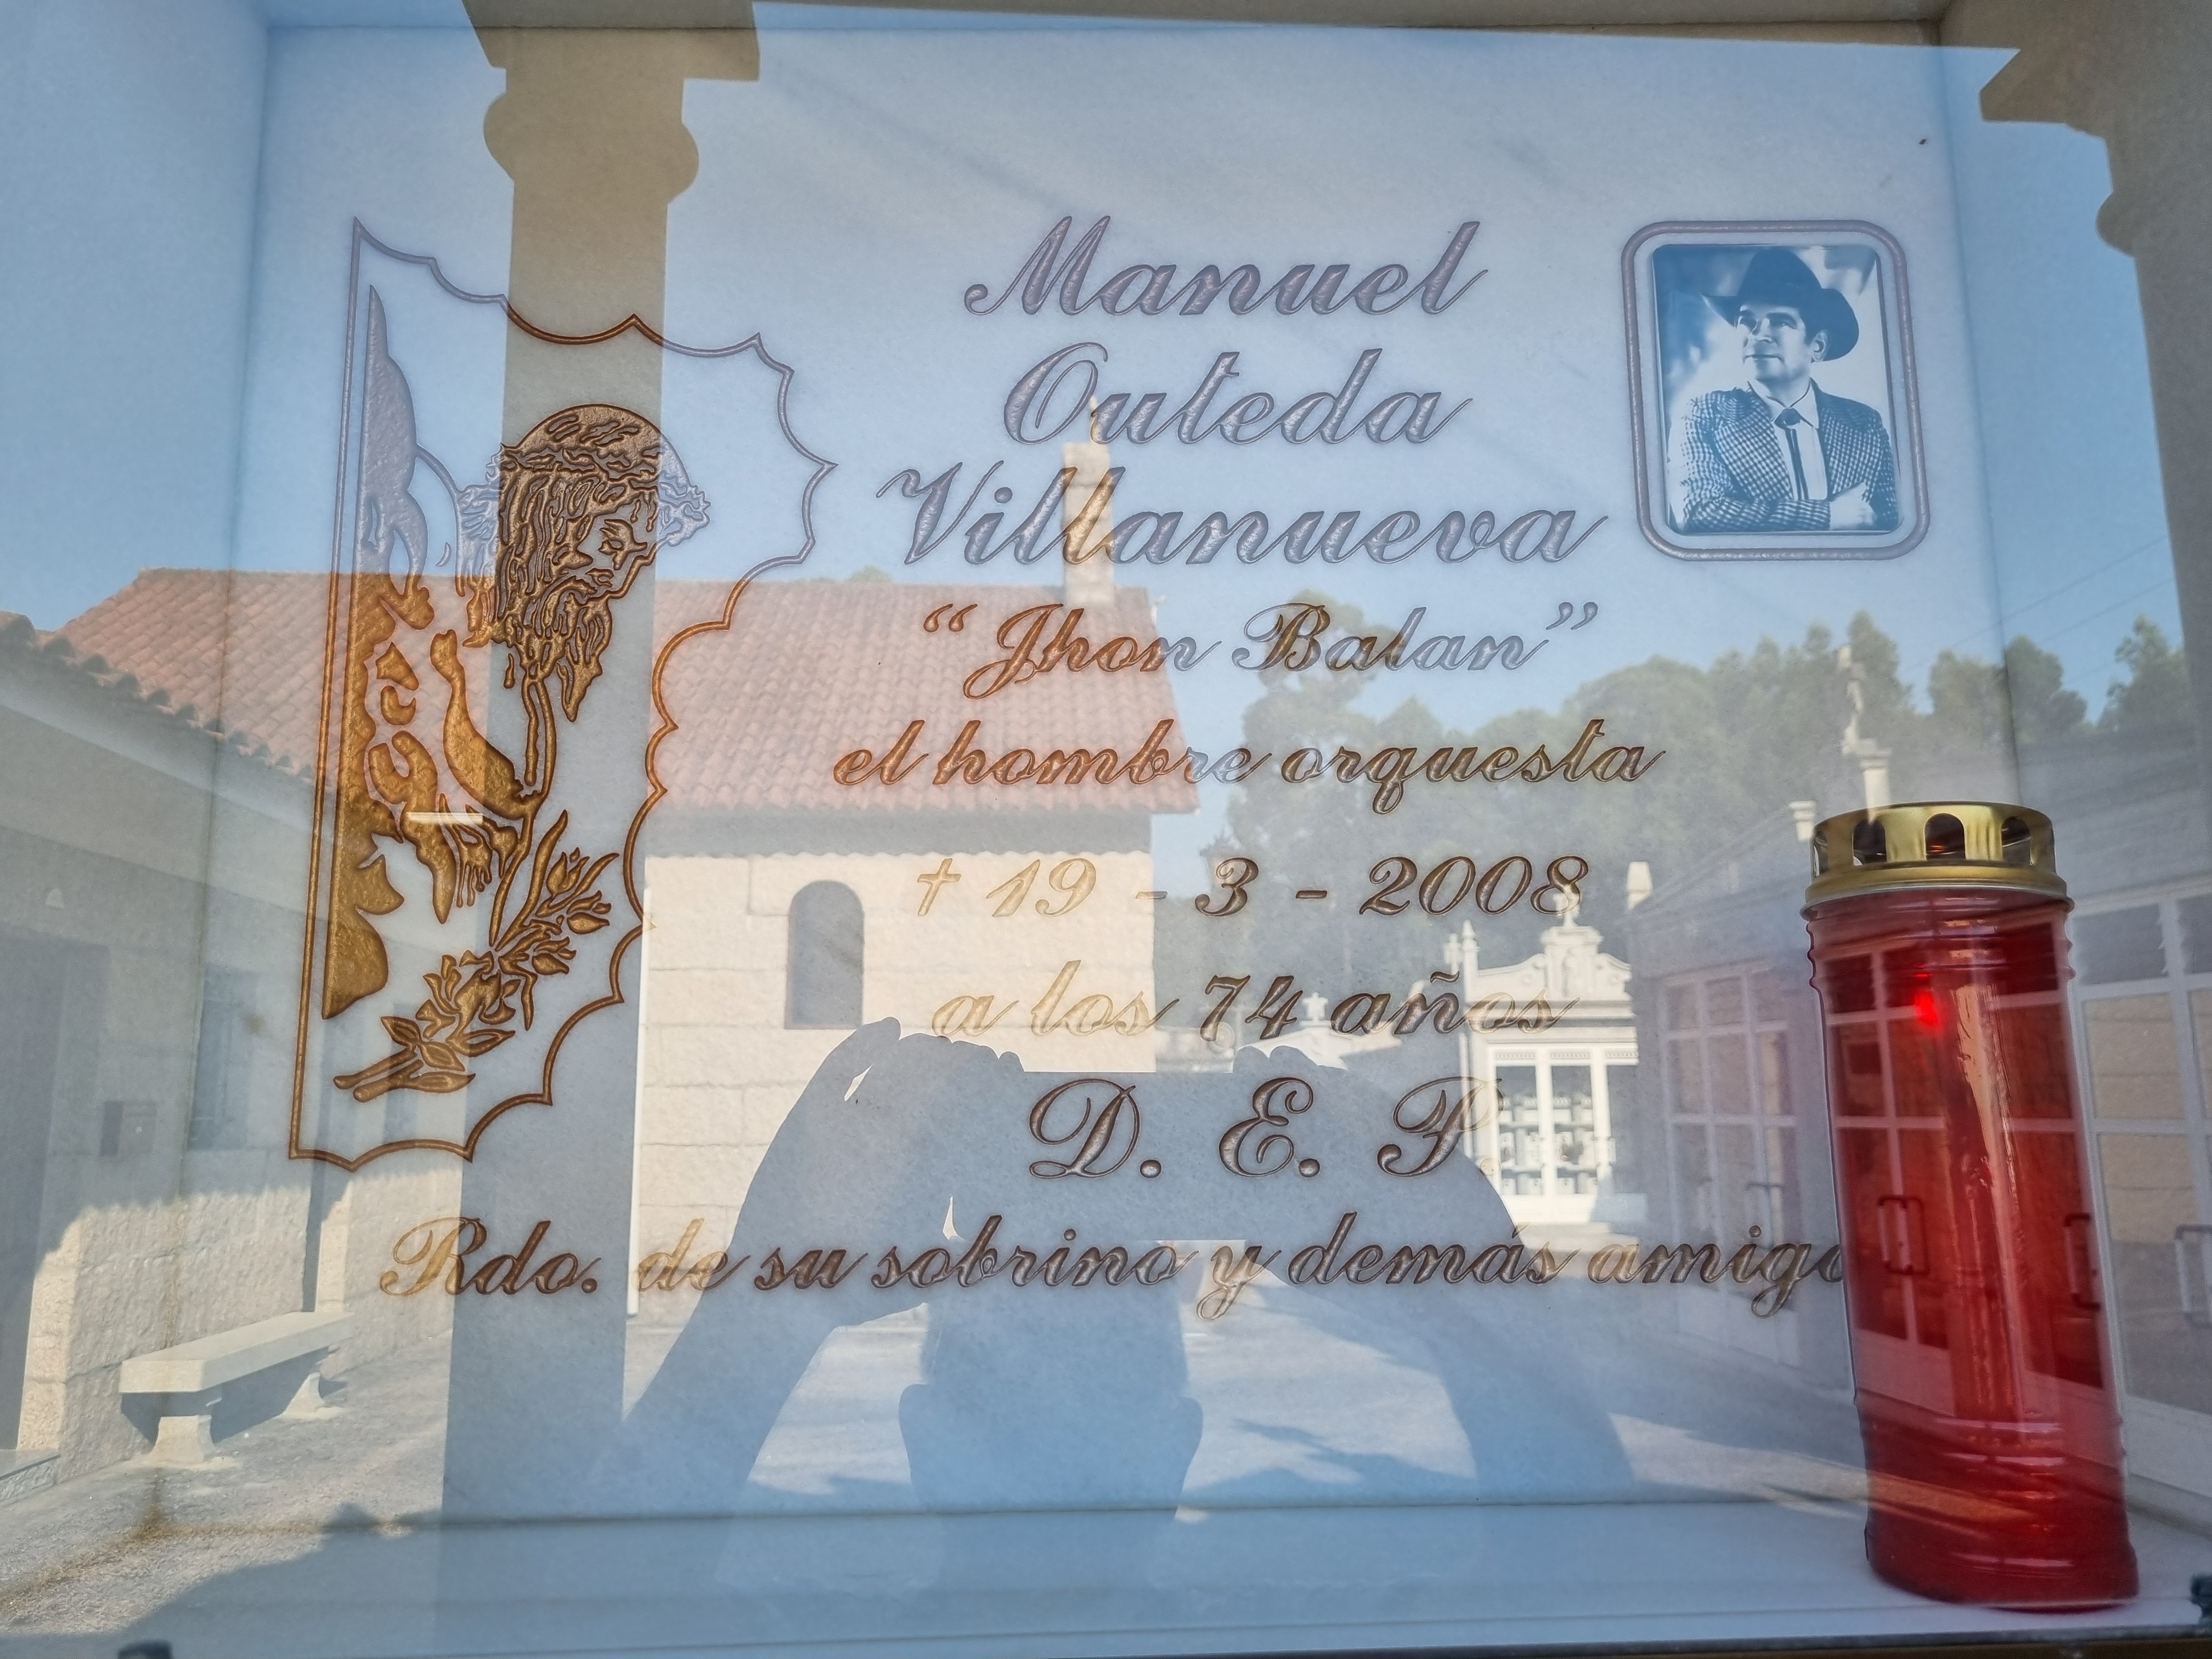 Manuel
Outeda
Villanueva
“Jhon Balan”
el hombre orquesta
† 19 - 3 - 2008
a los 74 años
D. E. P
Rdo. de su sobrino y demás